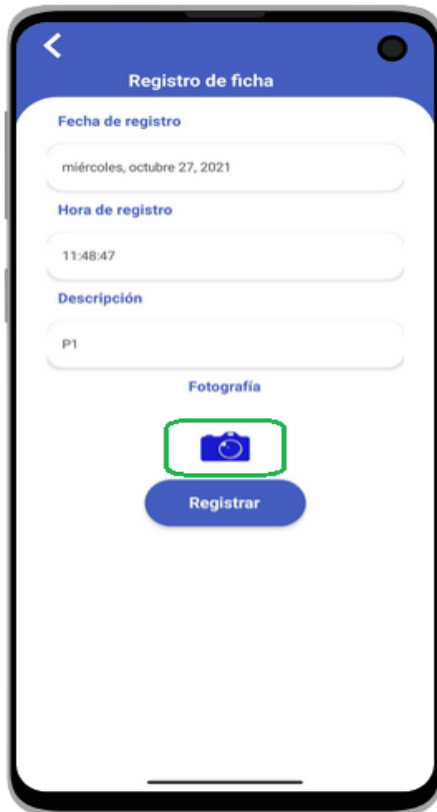 Registro de ficha
Fecha de registro
miércoles, octubre 27, 2021
Hora de registro
11:48:47
Descripción
P1
Fotografía
Registrar